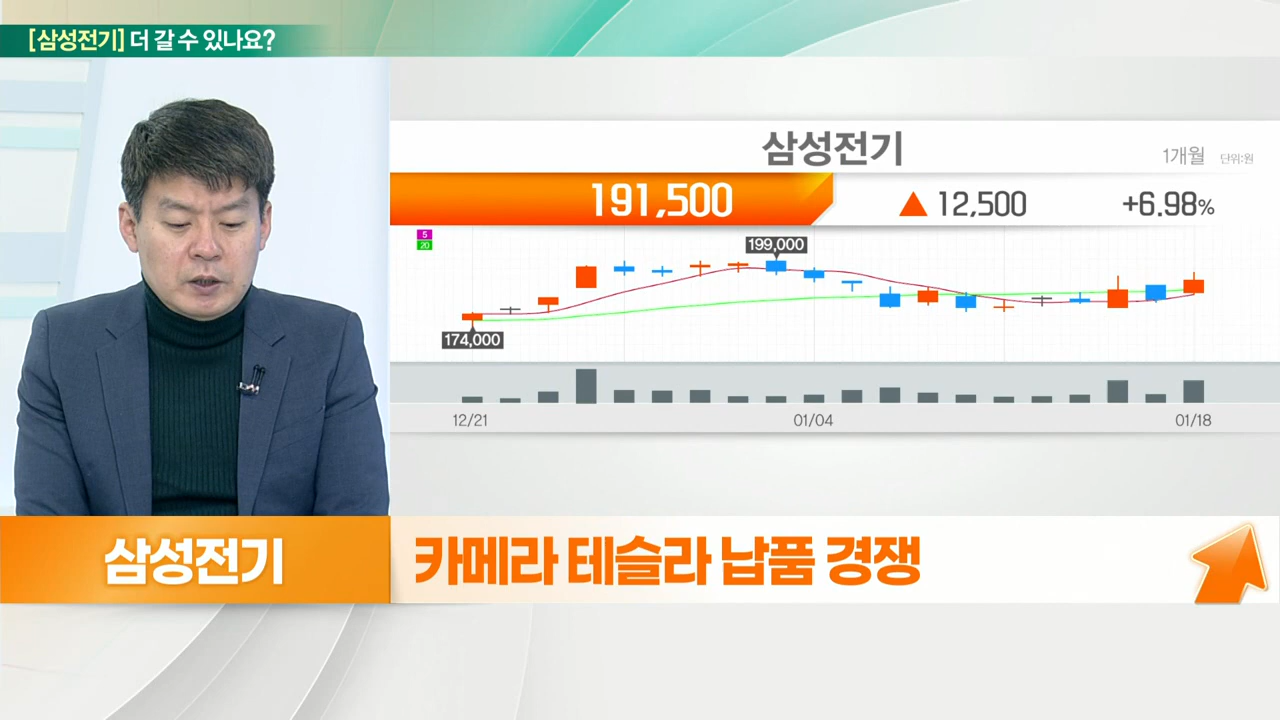 [삼성전기] 더 갈 수 있나요?
삼성전기
1개월 단위:원
191,500 ▲ 12,500 +6.98%
5
20
199,000
174,000
12/21 01/04 01/18
삼성전기 카메라 테슬라 납품 경쟁